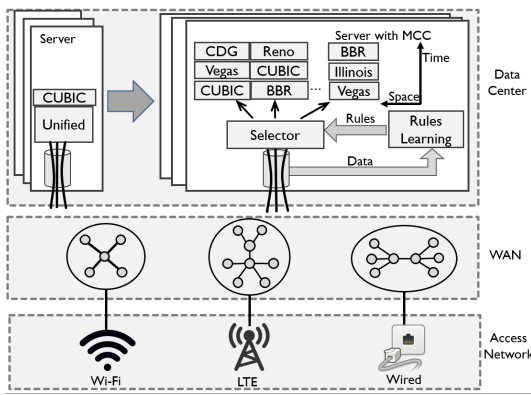 Server
CUBIC
Unified
Server with MCC
CDG Reno BBR
Vegas CUBIC Illinois
CUBIC BBR ... Vegas
Time
Space
Selector
Rules
Rules
Learning
Data
Data
Center
WAN
Access
Network
Wi-Fi
LTE
Wired